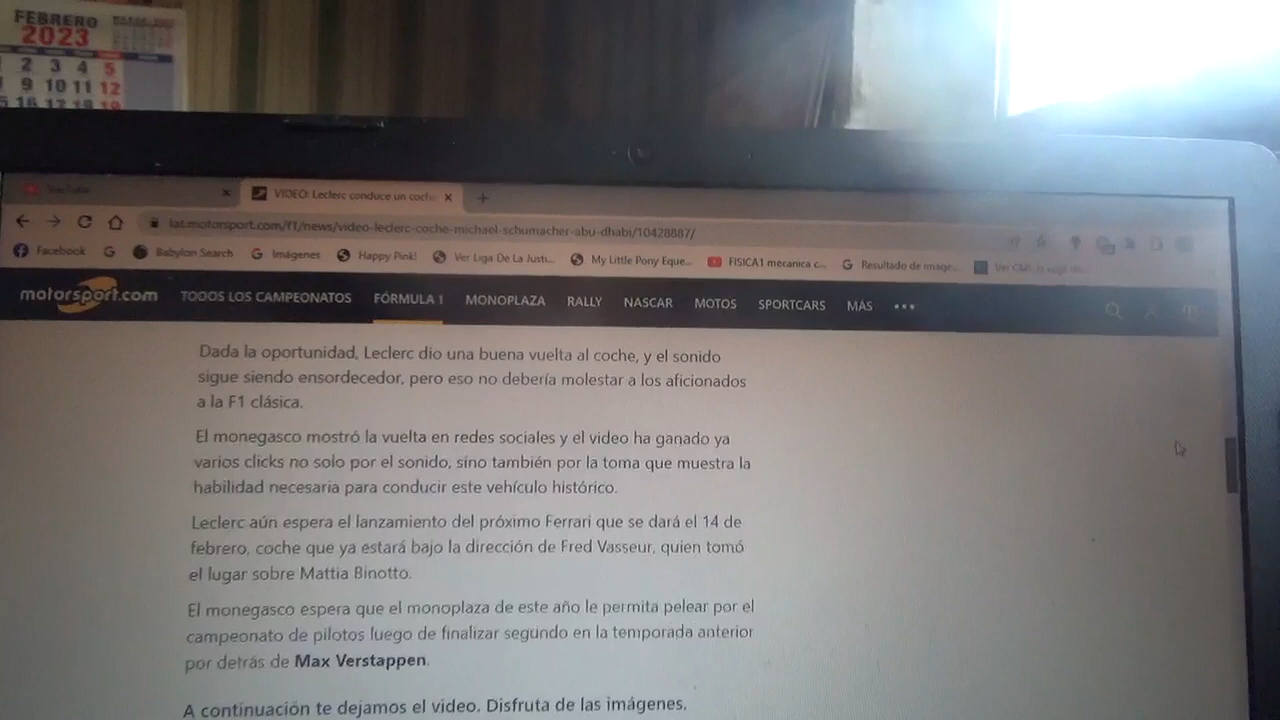 FEBRERO
2023
2 3 4 5
9 10 11 12
16 17 18 19
YouTube
VIDEO: Leclerc conduce un coche
lat.motorsport.com/f1/news/video-leclerc-coche-michael-schumacher-abu-dhabi/10428887/
Facebook
Babylon Search
Imágenes
Happy Pink!
Ver Liga De La Justi...
My Little Pony Eque...
FISICA1 mecanica c...
Resultado de image...
motorsport.com
TODOS LOS CAMPEONATOS
FÓRMULA 1
MONOPLAZA
RALLY
NASCAR
MOTOS
SPORTCARS
MÁS
Dada la oportunidad, Leclerc dio una buena vuelta al coche, y el sonido
sigue siendo ensordecedor, pero eso no debería molestar a los aficionados
a la F1 clásica.
El monegasco mostró la vuelta en redes sociales y el video ha ganado ya
varios clicks no solo por el sonido, sino también por la toma que muestra la
habilidad necesaria para conducir este vehículo histórico.
Leclerc aún espera el lanzamiento del próximo Ferrari que se dará el 14 de
febrero, coche que ya estará bajo la dirección de Fred Vasseur, quien tomó
el lugar sobre Mattia Binotto.
El monegasco espera que el monoplaza de este año le permita pelear por el
campeonato de pilotos luego de finalizar segundo en la temporada anterior
por detrás de Max Verstappen.
A continuación te dejamos el video. Disfruta de las imágenes.